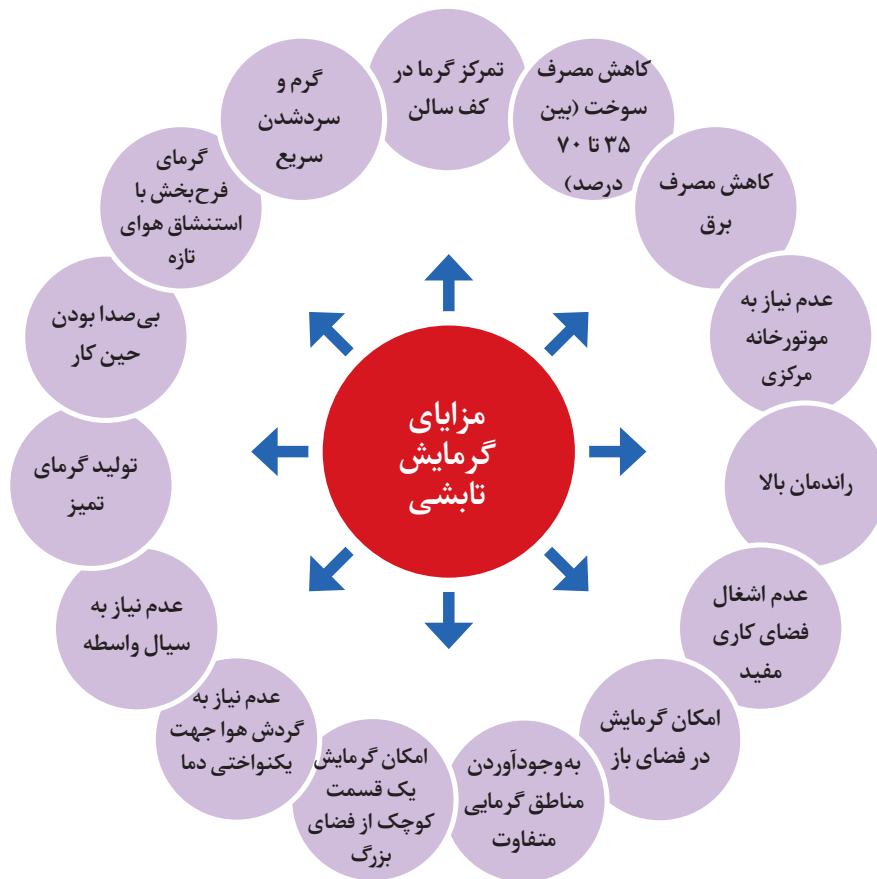 مزایای
گرمایش
تابشی
تمرکز گرما در
کف سالن
کاهش مصرف
سوخت (بین
۳۵ تا ۷۰
درصد)
کاهش مصرف
برق
عدم نیاز به
موتورخانه
مرکزی
راندمان بالا
عدم اشغال
فضای کاری
مفید
امکان گرمایش
در فضای باز
به‌وجودآوردن
مناطق گرمایی
متفاوت
امکان گرمایش
یک قسمت
کوچک از فضای
بزرگ
عدم نیاز به
گردش هوا جهت
یکنواختی دما
عدم نیاز به
سیال واسطه
تولید گرمای
تمیز
بی‌صدا بودن
حین کار
گرمای
فرح‌بخش با
استنشاق هوای
تازه
گرم و
سردشدن
سریع